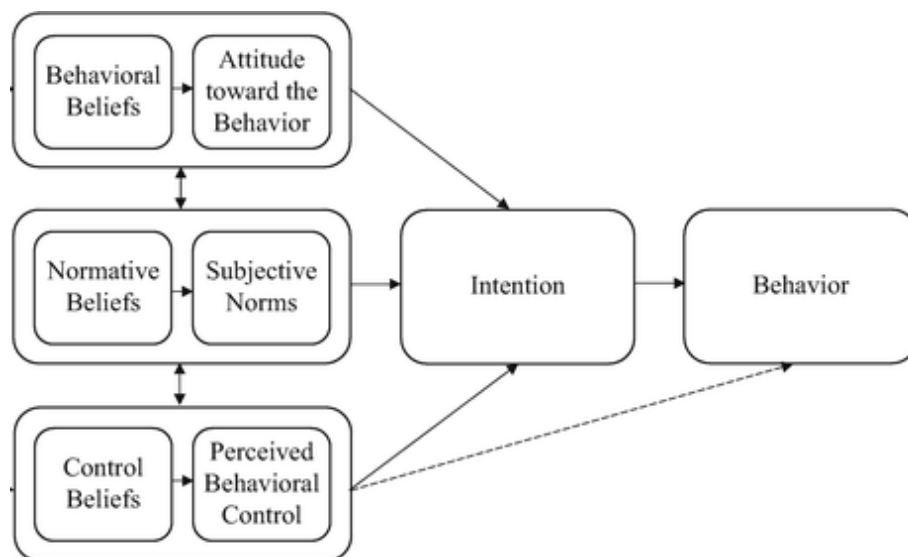 Behavioral
Beliefs
Attitude
toward the
Behavior
Normative
Beliefs
Subjective
Norms
Intention
Behavior
Control
Beliefs
Perceived
Behavioral
Control